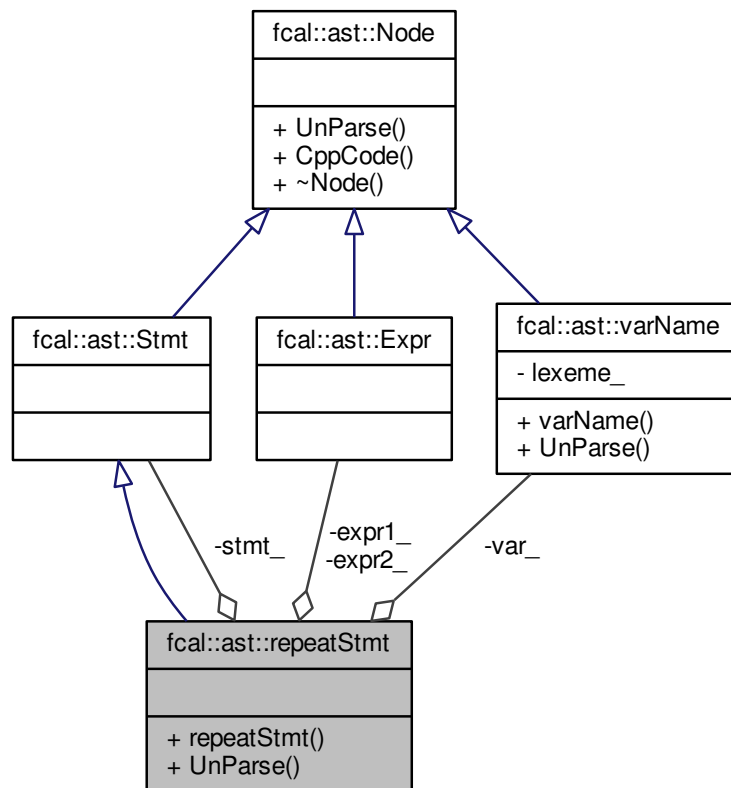 fcal::ast::Node
+ UnParse()
+ CppCode()
+ ~Node()
fcal::ast::Stmt
fcal::ast::Expr
fcal::ast::varName
- lexeme_
+ varName()
+ UnParse()
-stmt_
-expr1_
-expr2_
-var_
fcal::ast::repeatStmt
+ repeatStmt()
+ UnParse()